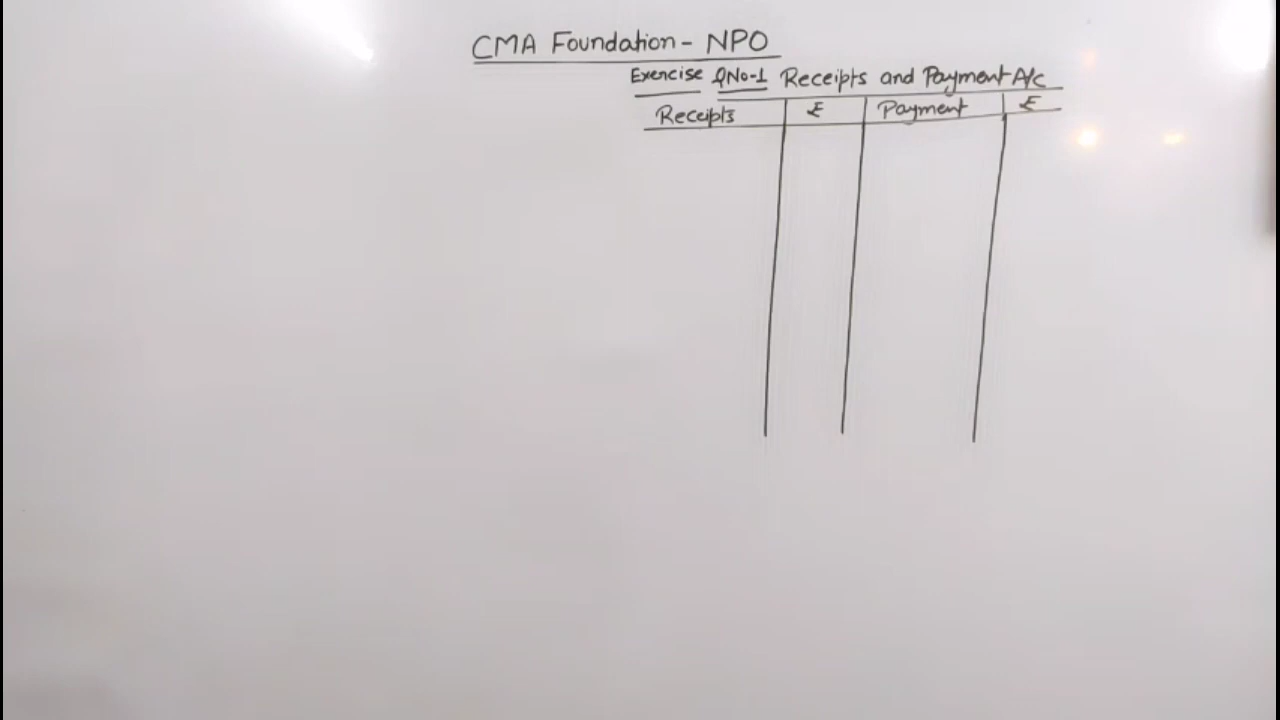 CMA Foundation - NPO
Exercise QNo-1 Receipts and Payment A/c
Receipts ₹ Payment ₹